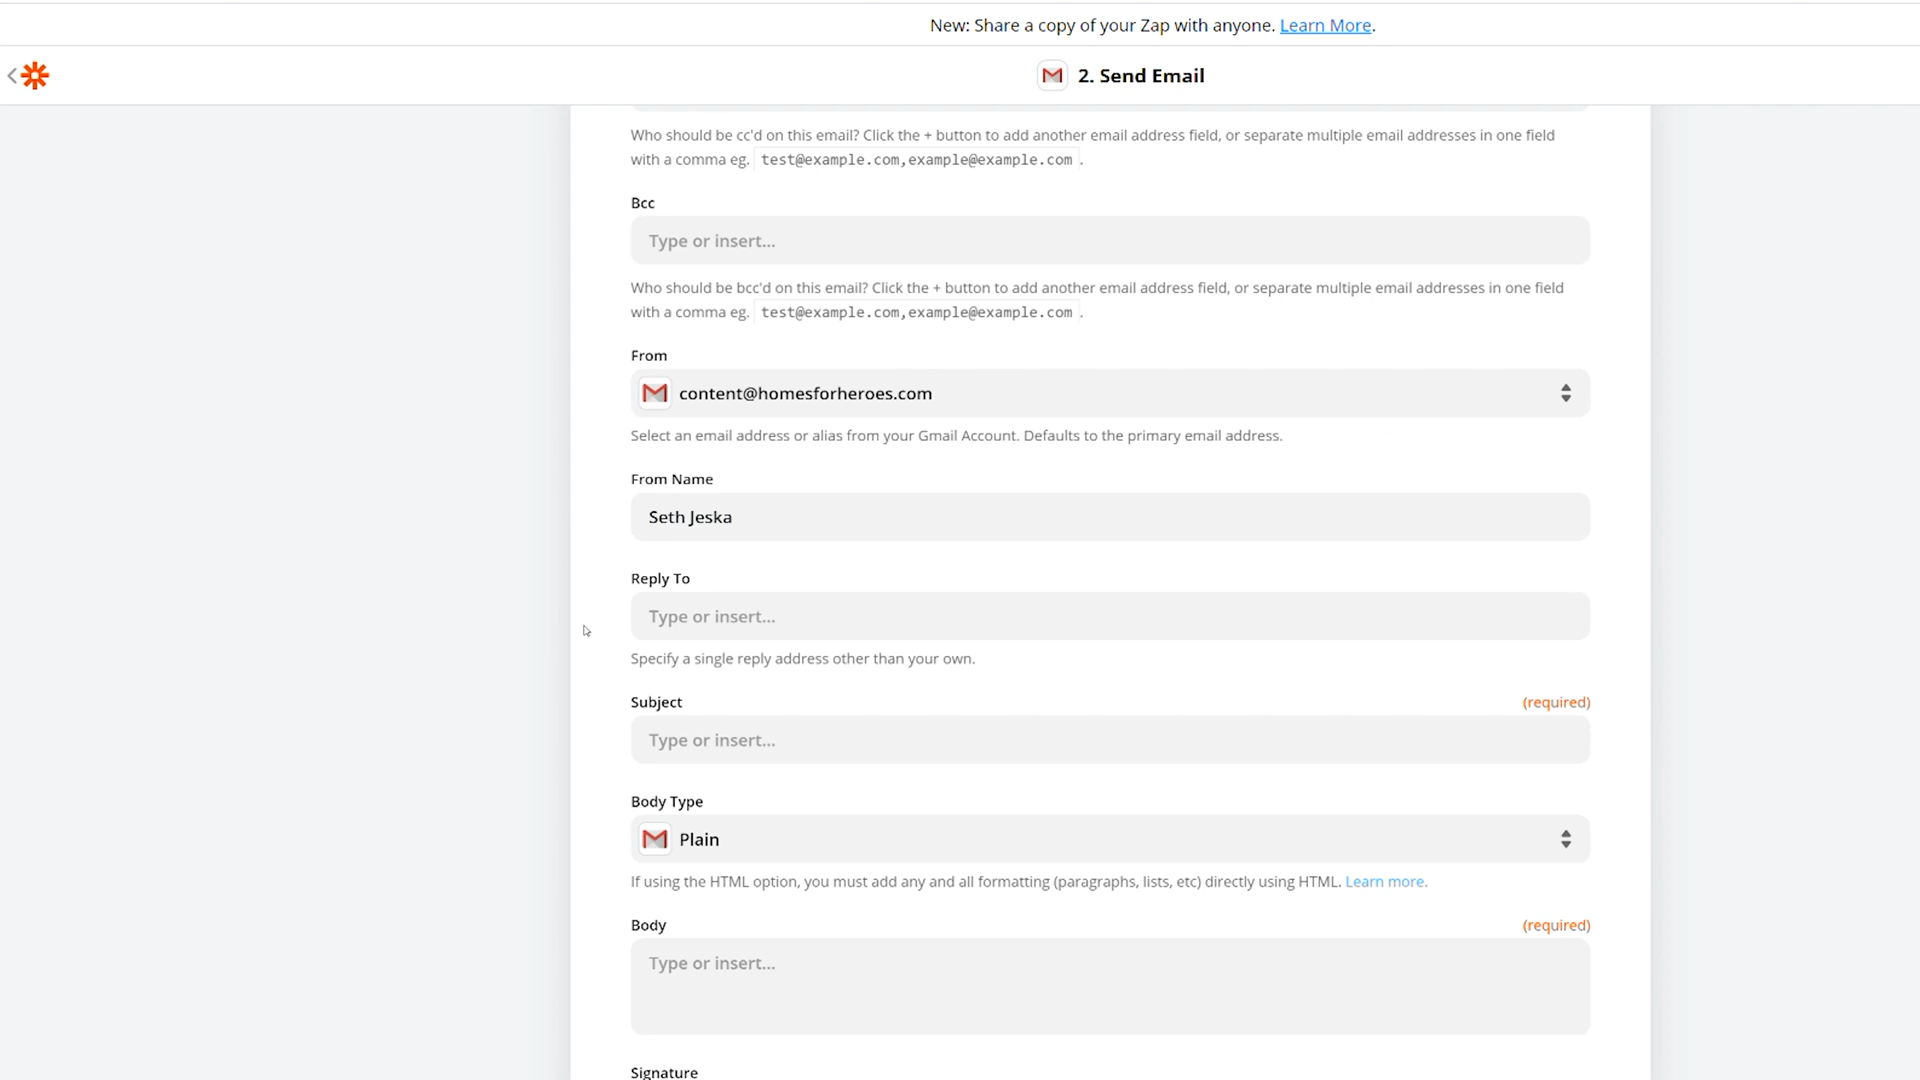 New: Share a copy of your Zap with anyone. Learn More.
2. Send Email
Who should be cc'd on this email? Click the + button to add another email address field, or separate multiple email addresses in one field
with a comma eg. test@example.com,example@example.com .
Bcc
Type or insert...
Who should be bcc'd on this email? Click the + button to add another email address field, or separate multiple email addresses in one field
with a comma eg. test@example.com,example@example.com .
From
content@homesforheroes.com
Select an email address or alias from your Gmail Account. Defaults to the primary email address.
From Name
Seth Jeska
Reply To
Type or insert...
Specify a single reply address other than your own.
Subject (required)
Type or insert...
Body Type
Plain
If using the HTML option, you must add any and all formatting (paragraphs, lists, etc) directly using HTML. Learn more.
Body (required)
Type or insert...
Signature